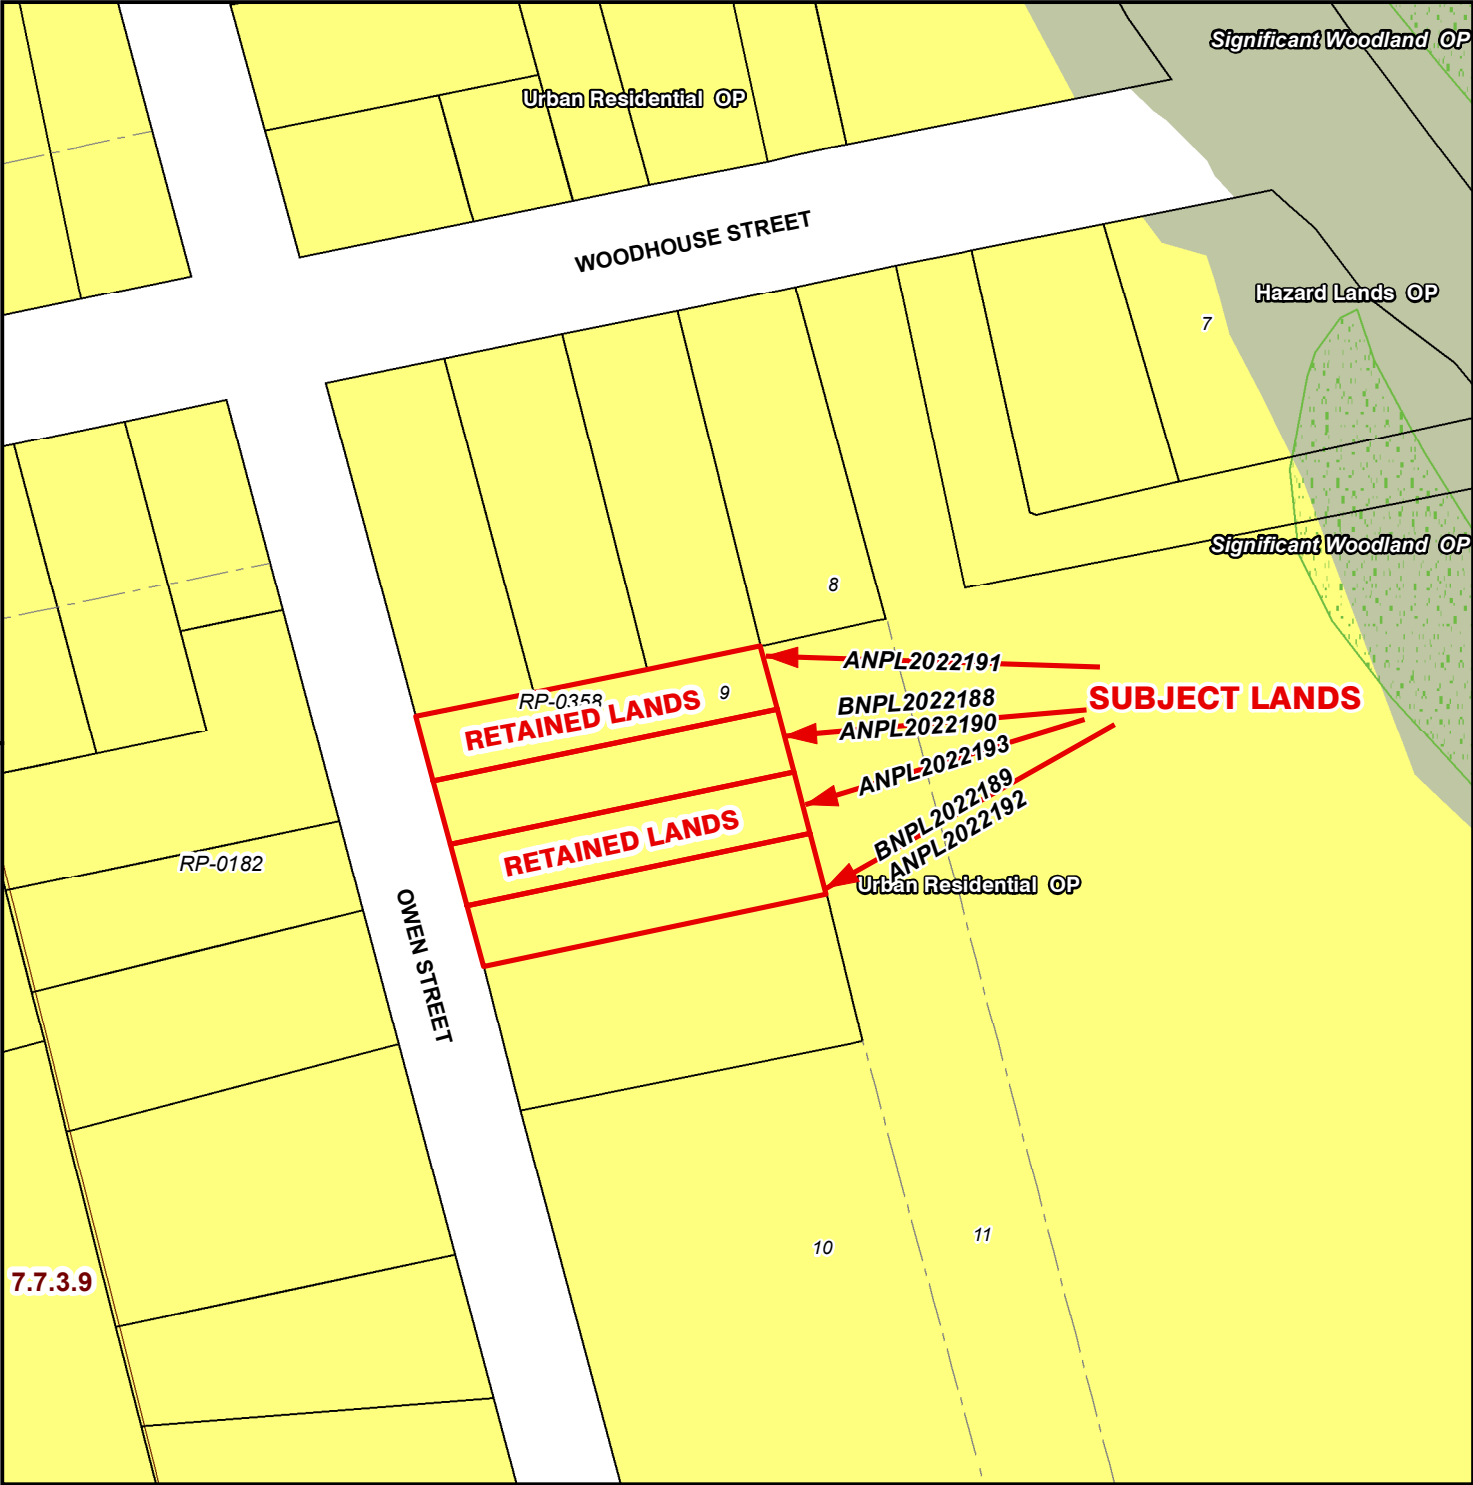 Significant Woodland OP
Urban Residential OP
WOODHOUSE STREET
Hazard Lands OP
7
Significant Woodland OP
8
ANPL2022191
RP-0358
9
RETAINED LANDS
BNPL2022188
ANPL2022190
SUBJECT LANDS
ANPL2022193
BNPL2022189
ANPL2022192
RETAINED LANDS
RP-0182
Urban Residential OP
OWEN STREET
10
11
7.7.3.9